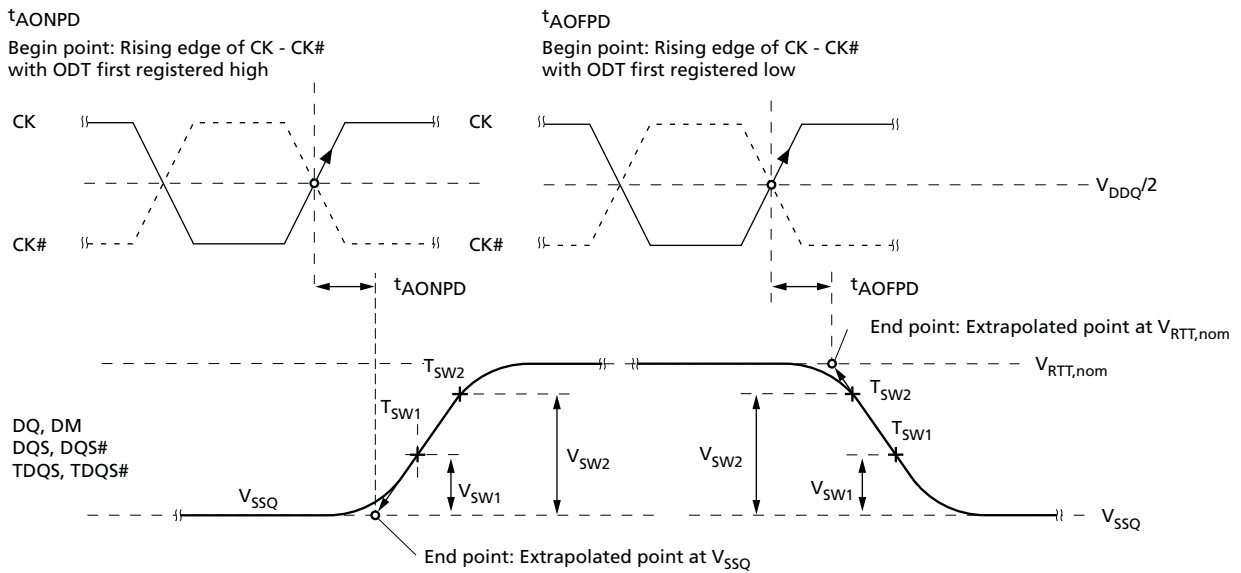 tAONPD
Begin point: Rising edge of CK - CK#
with ODT first registered high
tAOFPD
Begin point: Rising edge of CK - CK#
with ODT first registered low
CK
CK
VDDQ/2
CK#
CK#
tAONPD
tAOFPD
End point: Extrapolated point at VRTT,nom
TSW2
VRTT,nom
TSW2
TSW1
TSW1
DQ, DM
DQS, DQS#
TDQS, TDQS#
VSW2
VSW2
VSW1
VSW1
VSSQ
VSSQ
End point: Extrapolated point at VSSQ